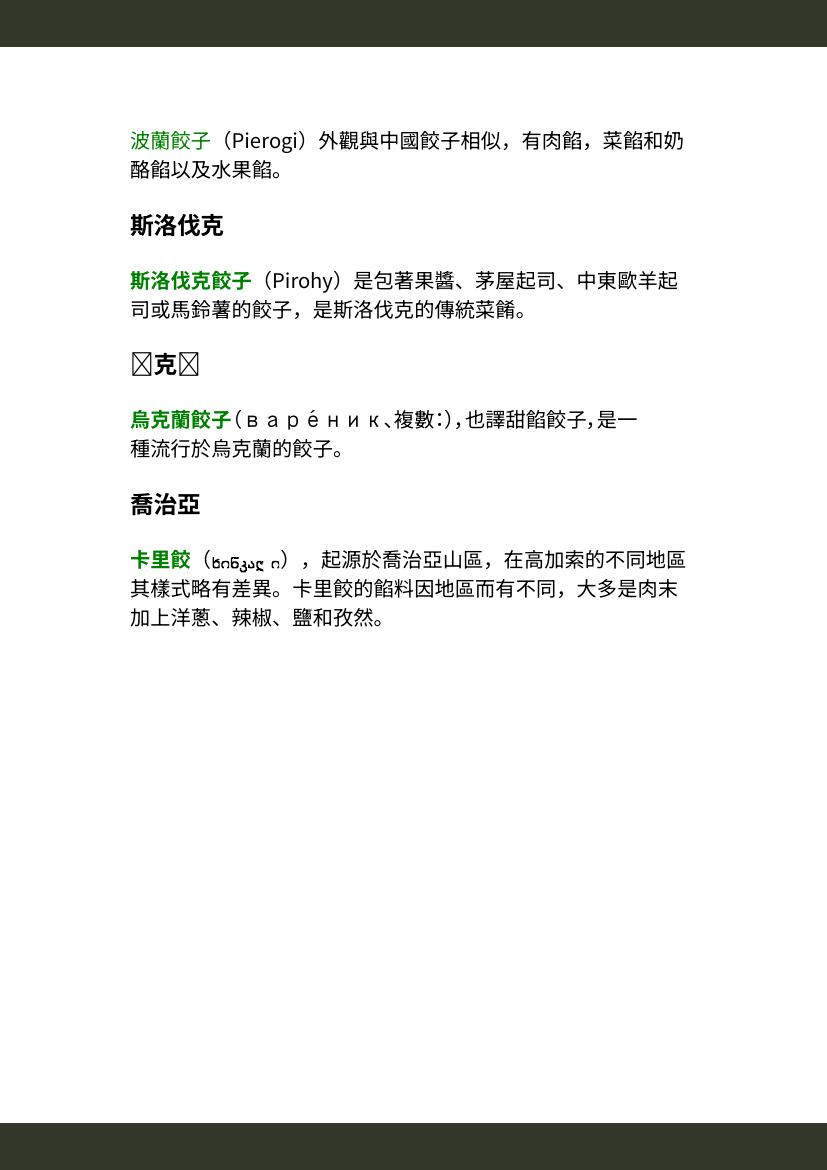 波蘭餃子（Pierogi）外觀與中國餃子相似，有肉餡，菜餡和奶
酪餡以及水果餡。
斯洛伐克
斯洛伐克餃子（Pirohy）是包著果醬、茅屋起司、中東歐羊起
司或馬鈴薯的餃子，是斯洛伐克的傳統菜餚。
克
烏克蘭餃子（варе́ник、複數：），也譯甜餡餃子，是一
種流行於烏克蘭的餃子。
喬治亞
卡里餃（ხინკალ ი），起源於喬治亞山區，在高加索的不同地區
其樣式略有差異。卡里餃的餡料因地區而有不同，大多是肉末
加上洋蔥、辣椒、鹽和孜然。